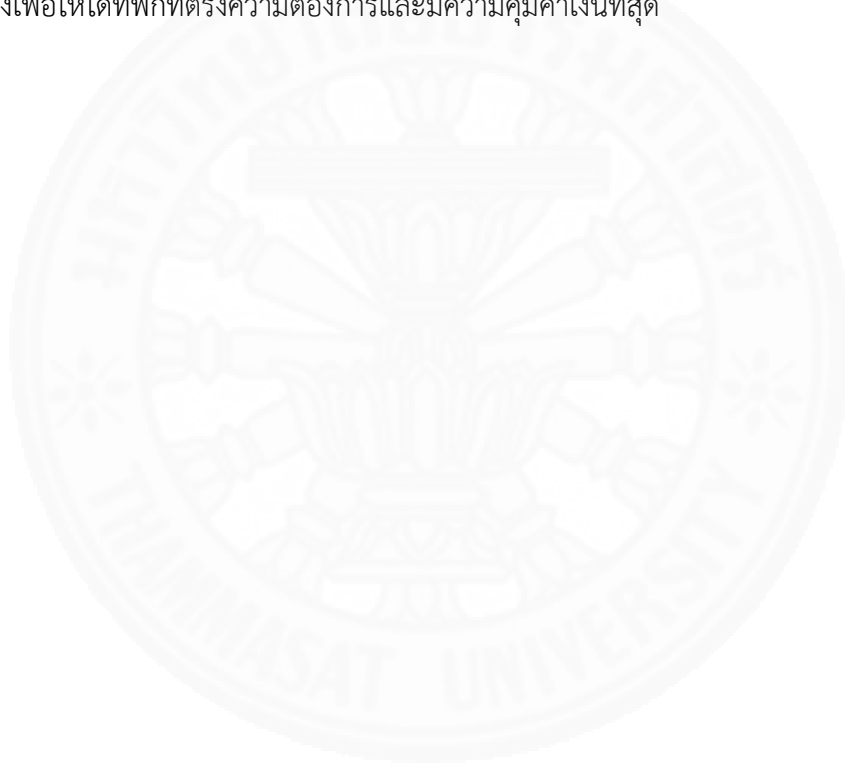 งเพื่อให้ได้ที่พักที่ตรงความต้องการและมีความคุ้มค่าเงินที่สุด
มหาวิทยาลัยธรรมศาสตร์
THAMMASAT UNIVERSITY